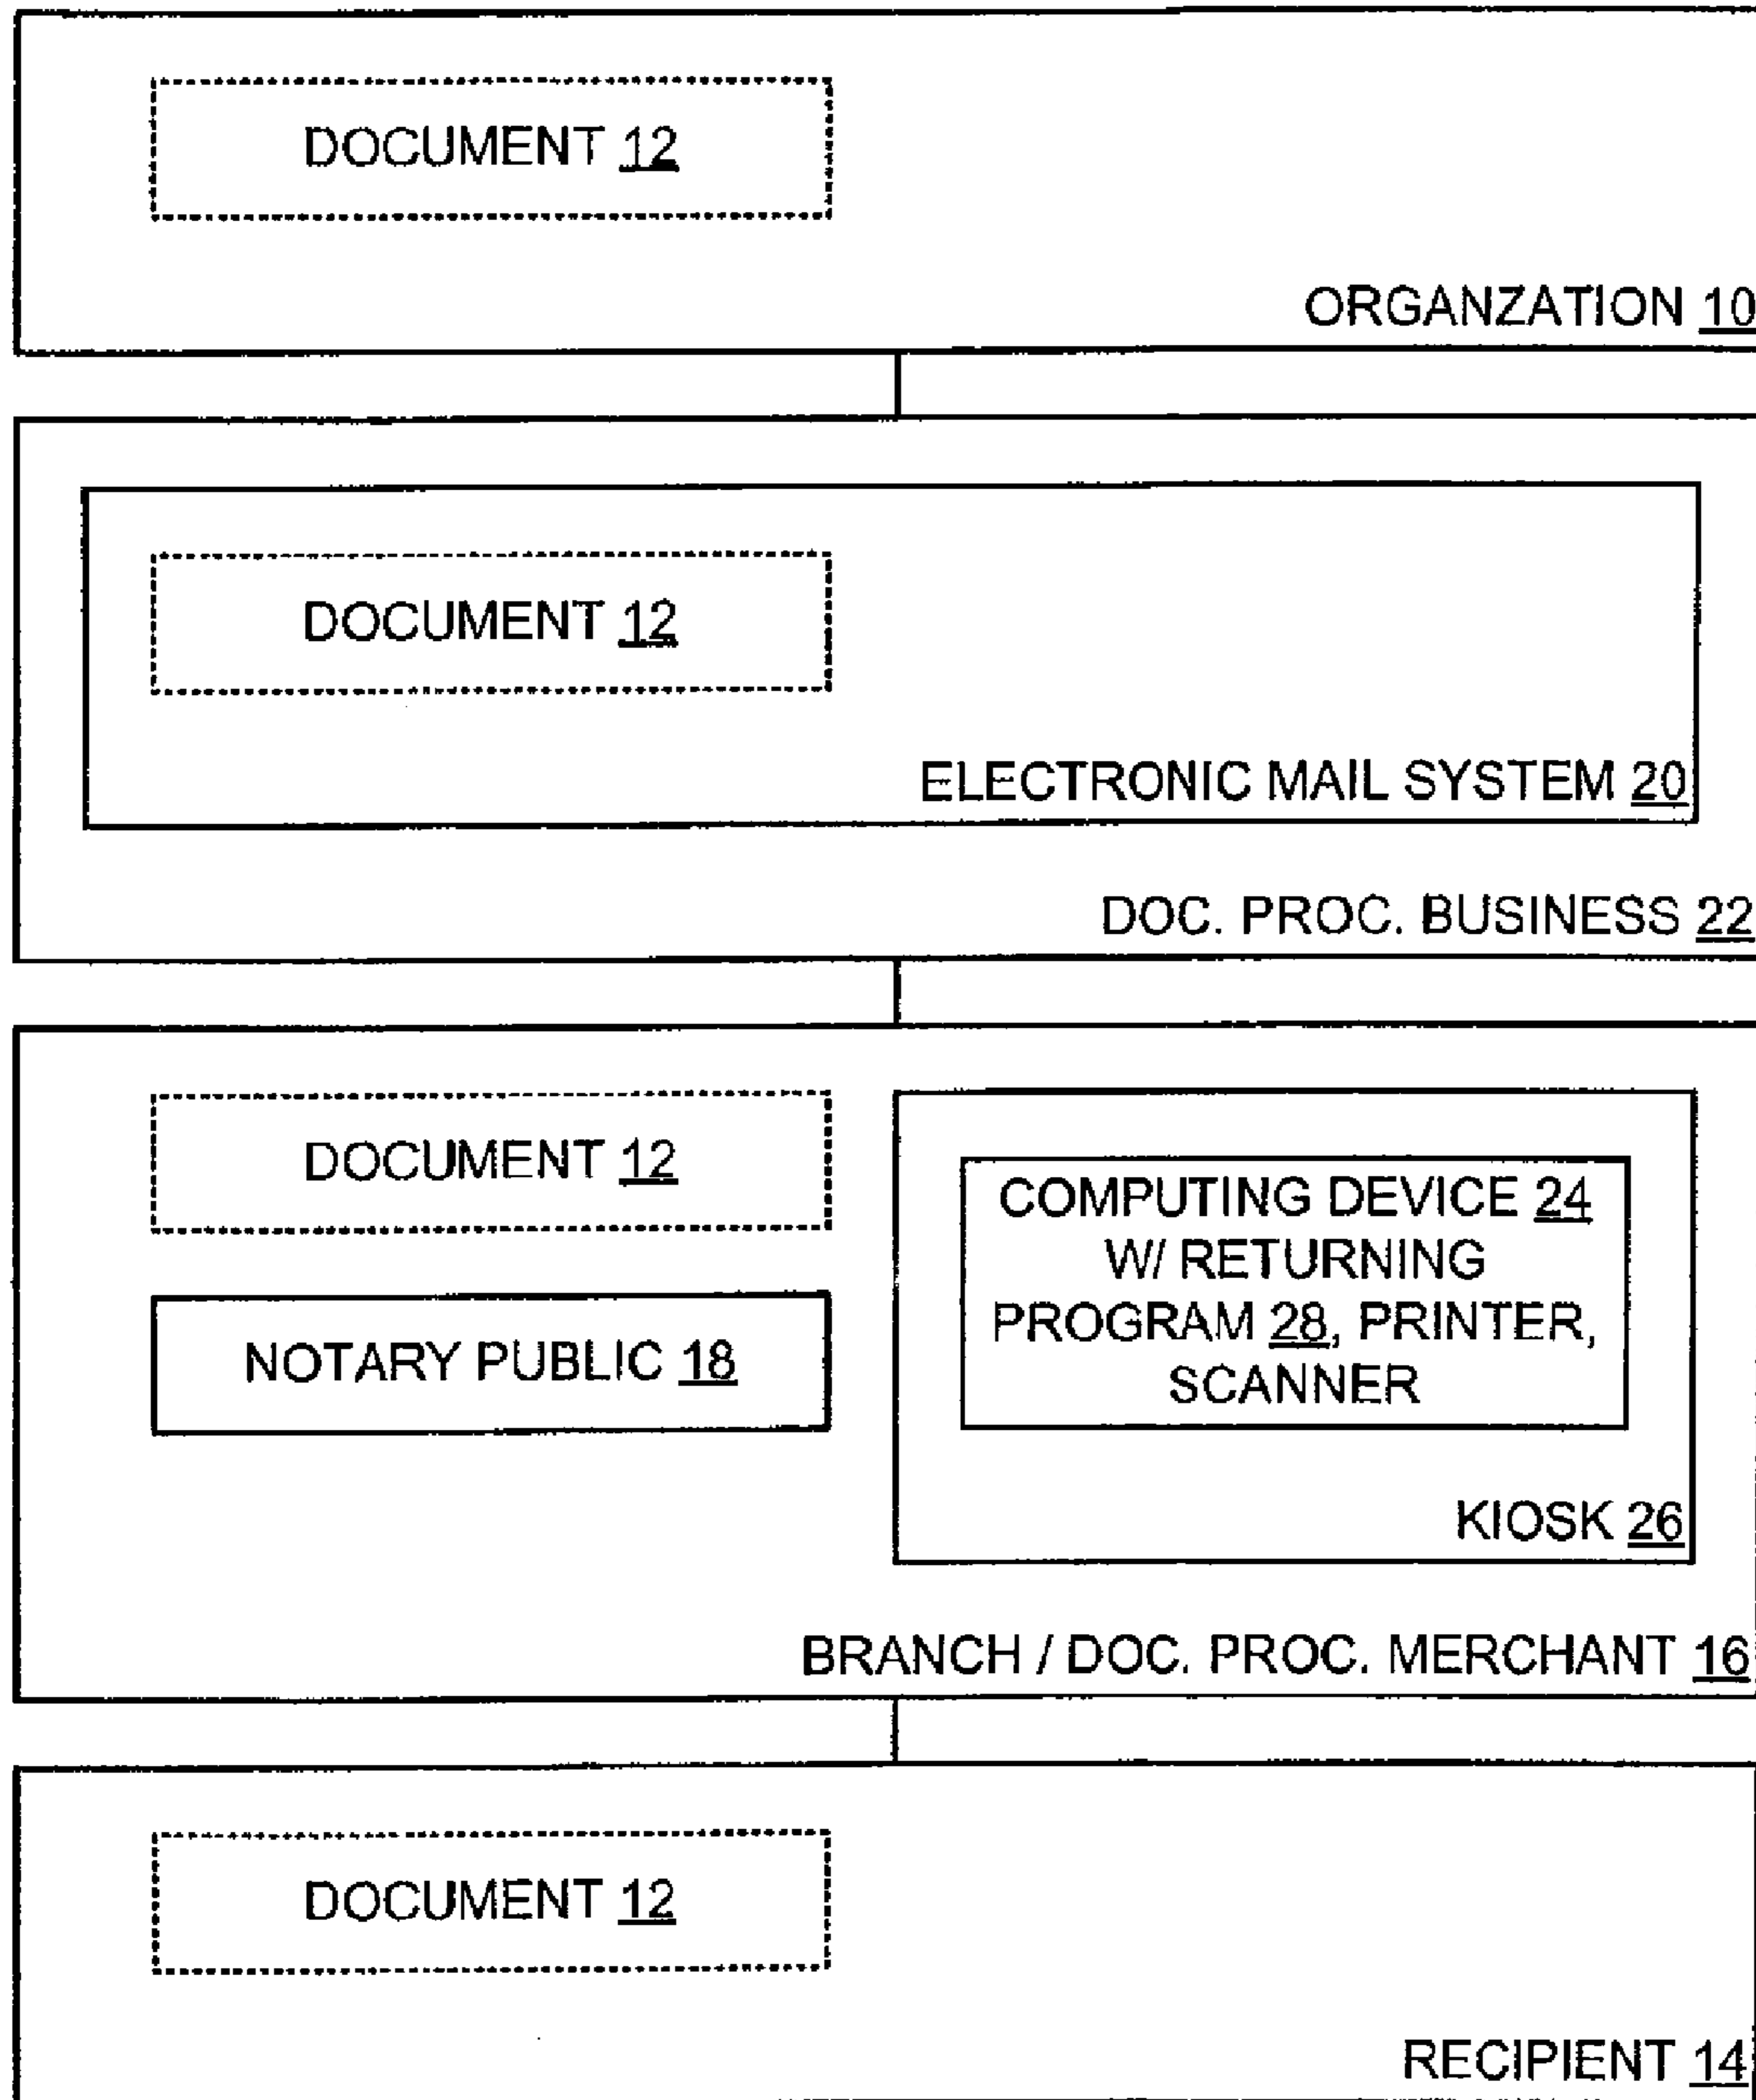 DOCUMENT 12
ORGANZATION 10
DOCUMENT 12
ELECTRONIC MAIL SYSTEM 20
DOC. PROC. BUSINESS 22
DOCUMENT 12
NOTARY PUBLIC 18
COMPUTING DEVICE 24
W/ RETURNING
PROGRAM 28, PRINTER,
SCANNER
KIOSK 26
BRANCH / DOC. PROC. MERCHANT 16
DOCUMENT 12
RECIPIENT 14